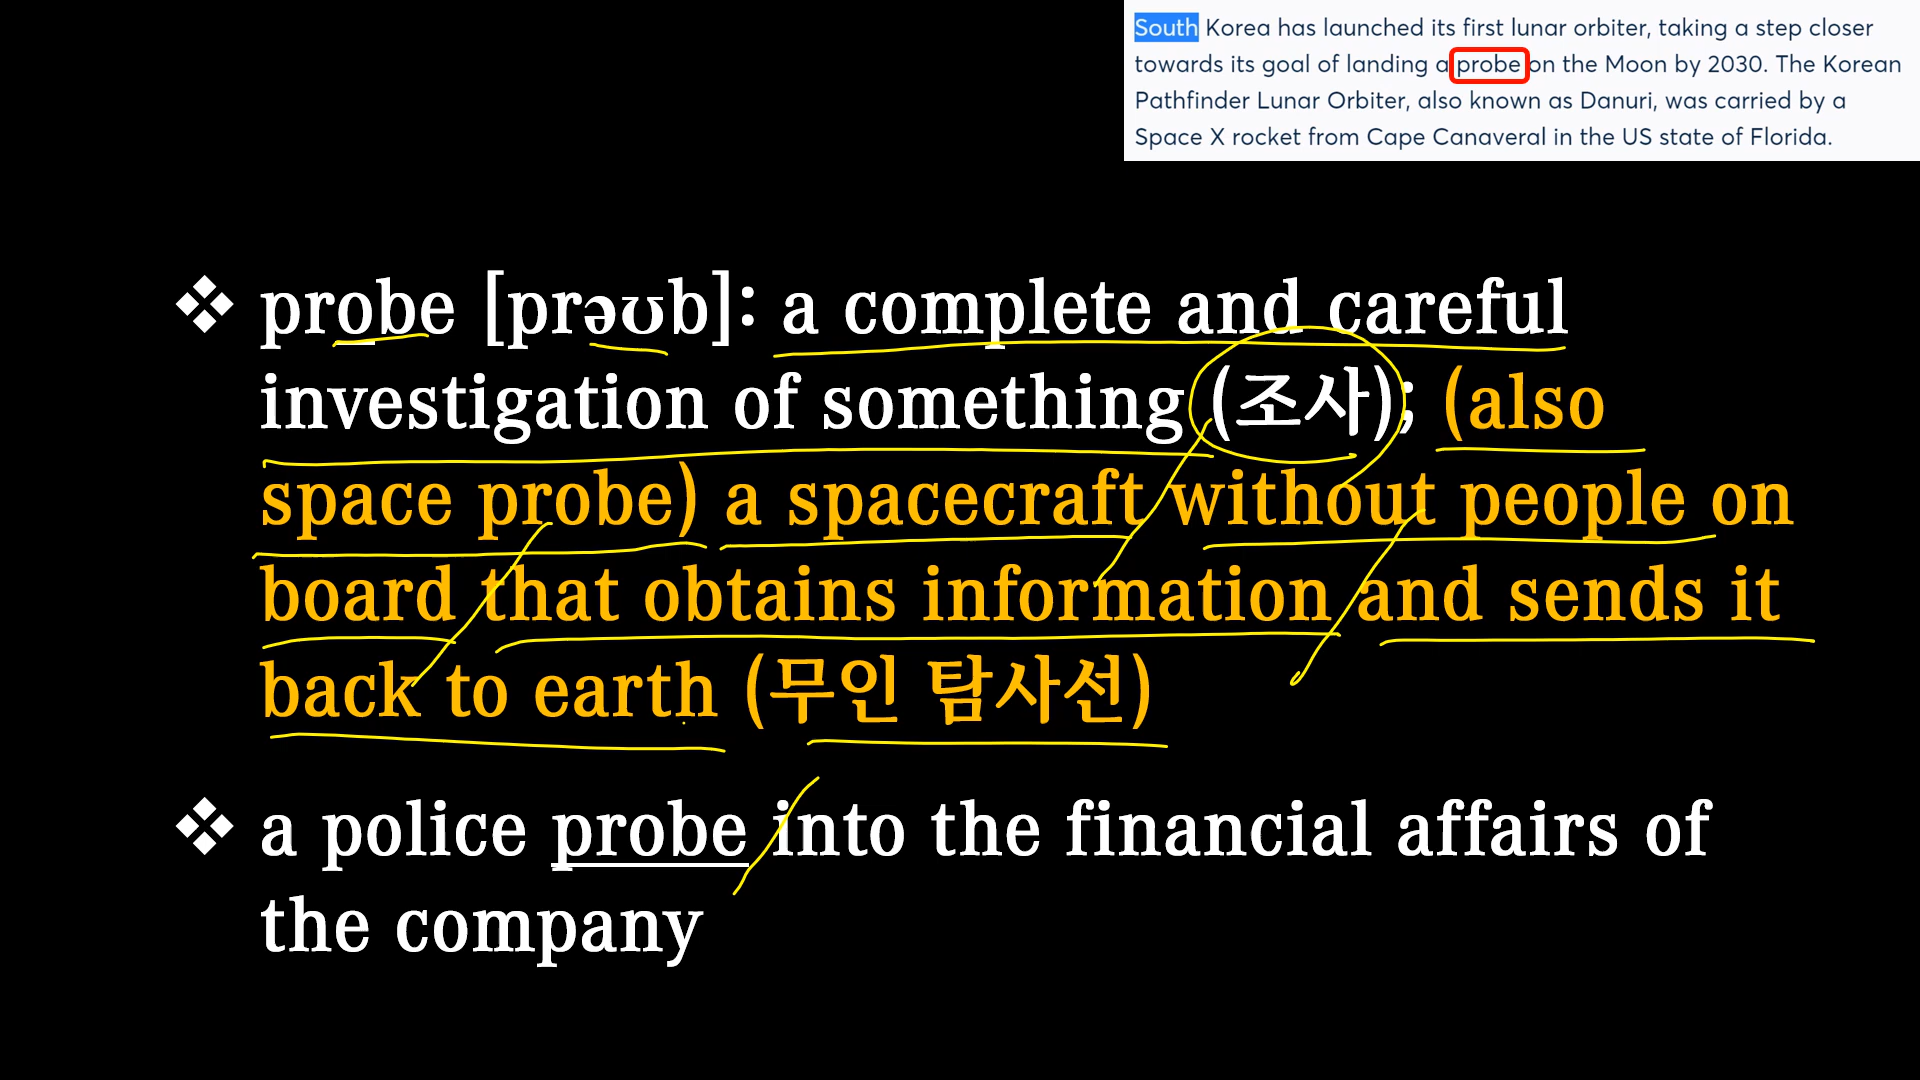 South Korea has launched its first lunar orbiter, taking a step closer
towards its goal of landing a probe on the Moon by 2030. The Korean
Pathfinder Lunar Orbiter, also known as Danuri, was carried by a
Space X rocket from Cape Canaveral in the US state of Florida.
❖ probe [prəʊb]: a complete and careful
investigation of something (조사); (also
space probe) a spacecraft without people on
board that obtains information and sends it
back to earth (무인 탐사선)
❖ a police probe into the financial affairs of
the company